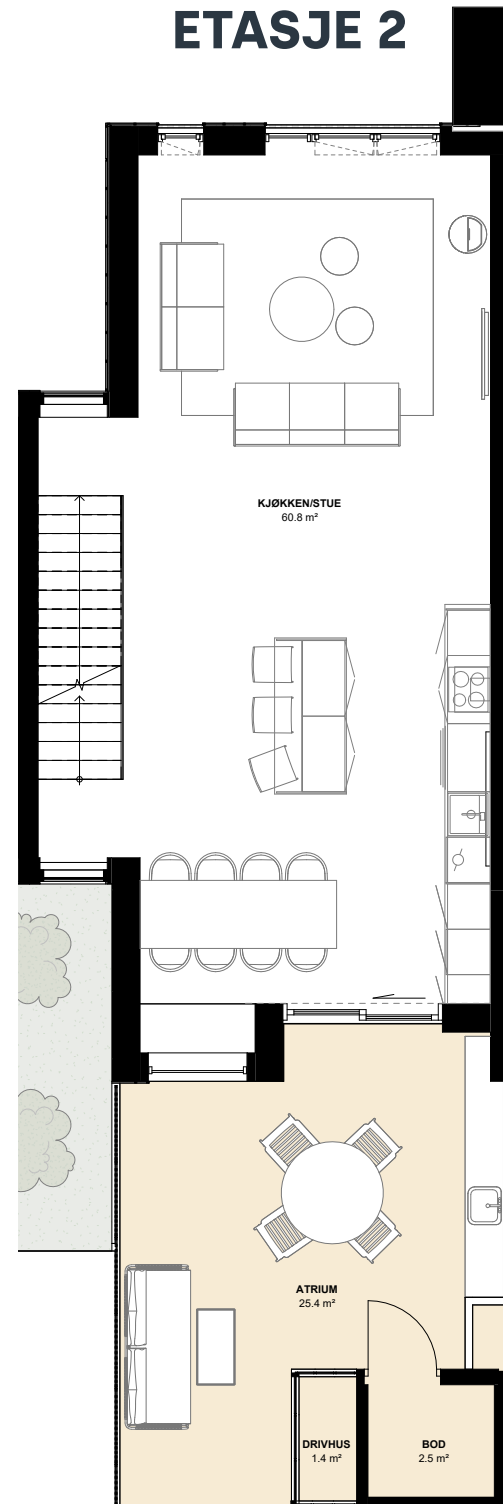 ETASJE 2
KJØKKEN/STUE
60.8 m²
ATRIUM
25.4 m²
DRIVHUS
1.4 m²
BOD
2.5 m²